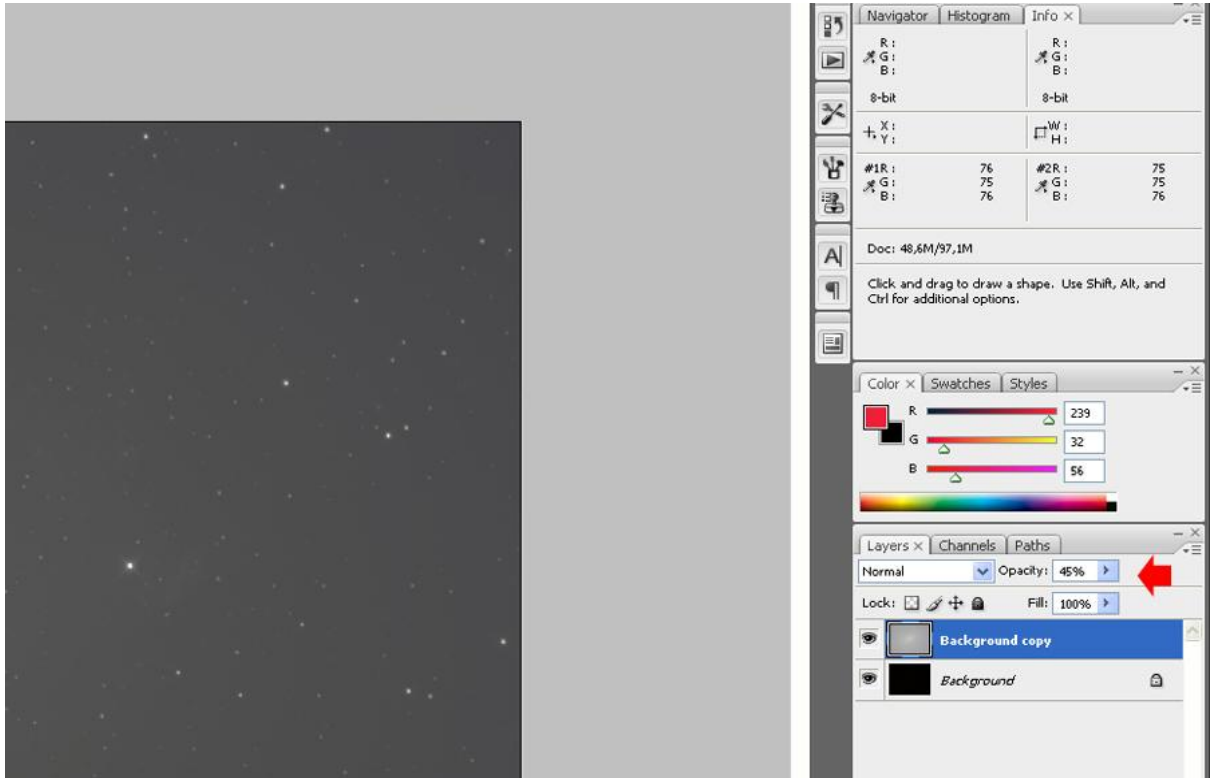 Navigator Histogram Info ×
R : R :
G : G :
B : B :
8-bit 8-bit
X : W :
Y : H :
#1R : 76 #2R : 75
G : 75 G : 75
B : 76 B : 76
Doc: 48,6M/97,1M
Click and drag to draw a shape. Use Shift, Alt, and
Ctrl for additional options.
Color × Swatches Styles
R 239
G 32
B 56
Layers × Channels Paths
Normal Opacity: 45%
Lock: Fill: 100%
Background copy
Background